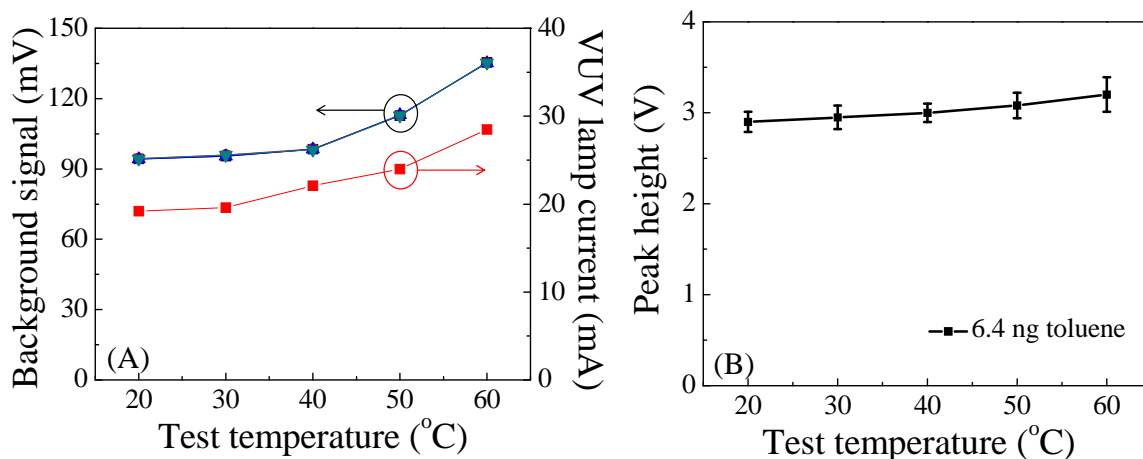 150
120
90
60
30
0
Background signal (mV)
40
30
20
10
0
VUV lamp current (mA)
(A)
20 30 40 50 60
Test temperature (°C)
4
3
2
1
0
Peak height (V)
6.4 ng toluene
(B)
20 30 40 50 60
Test temperature (°C)